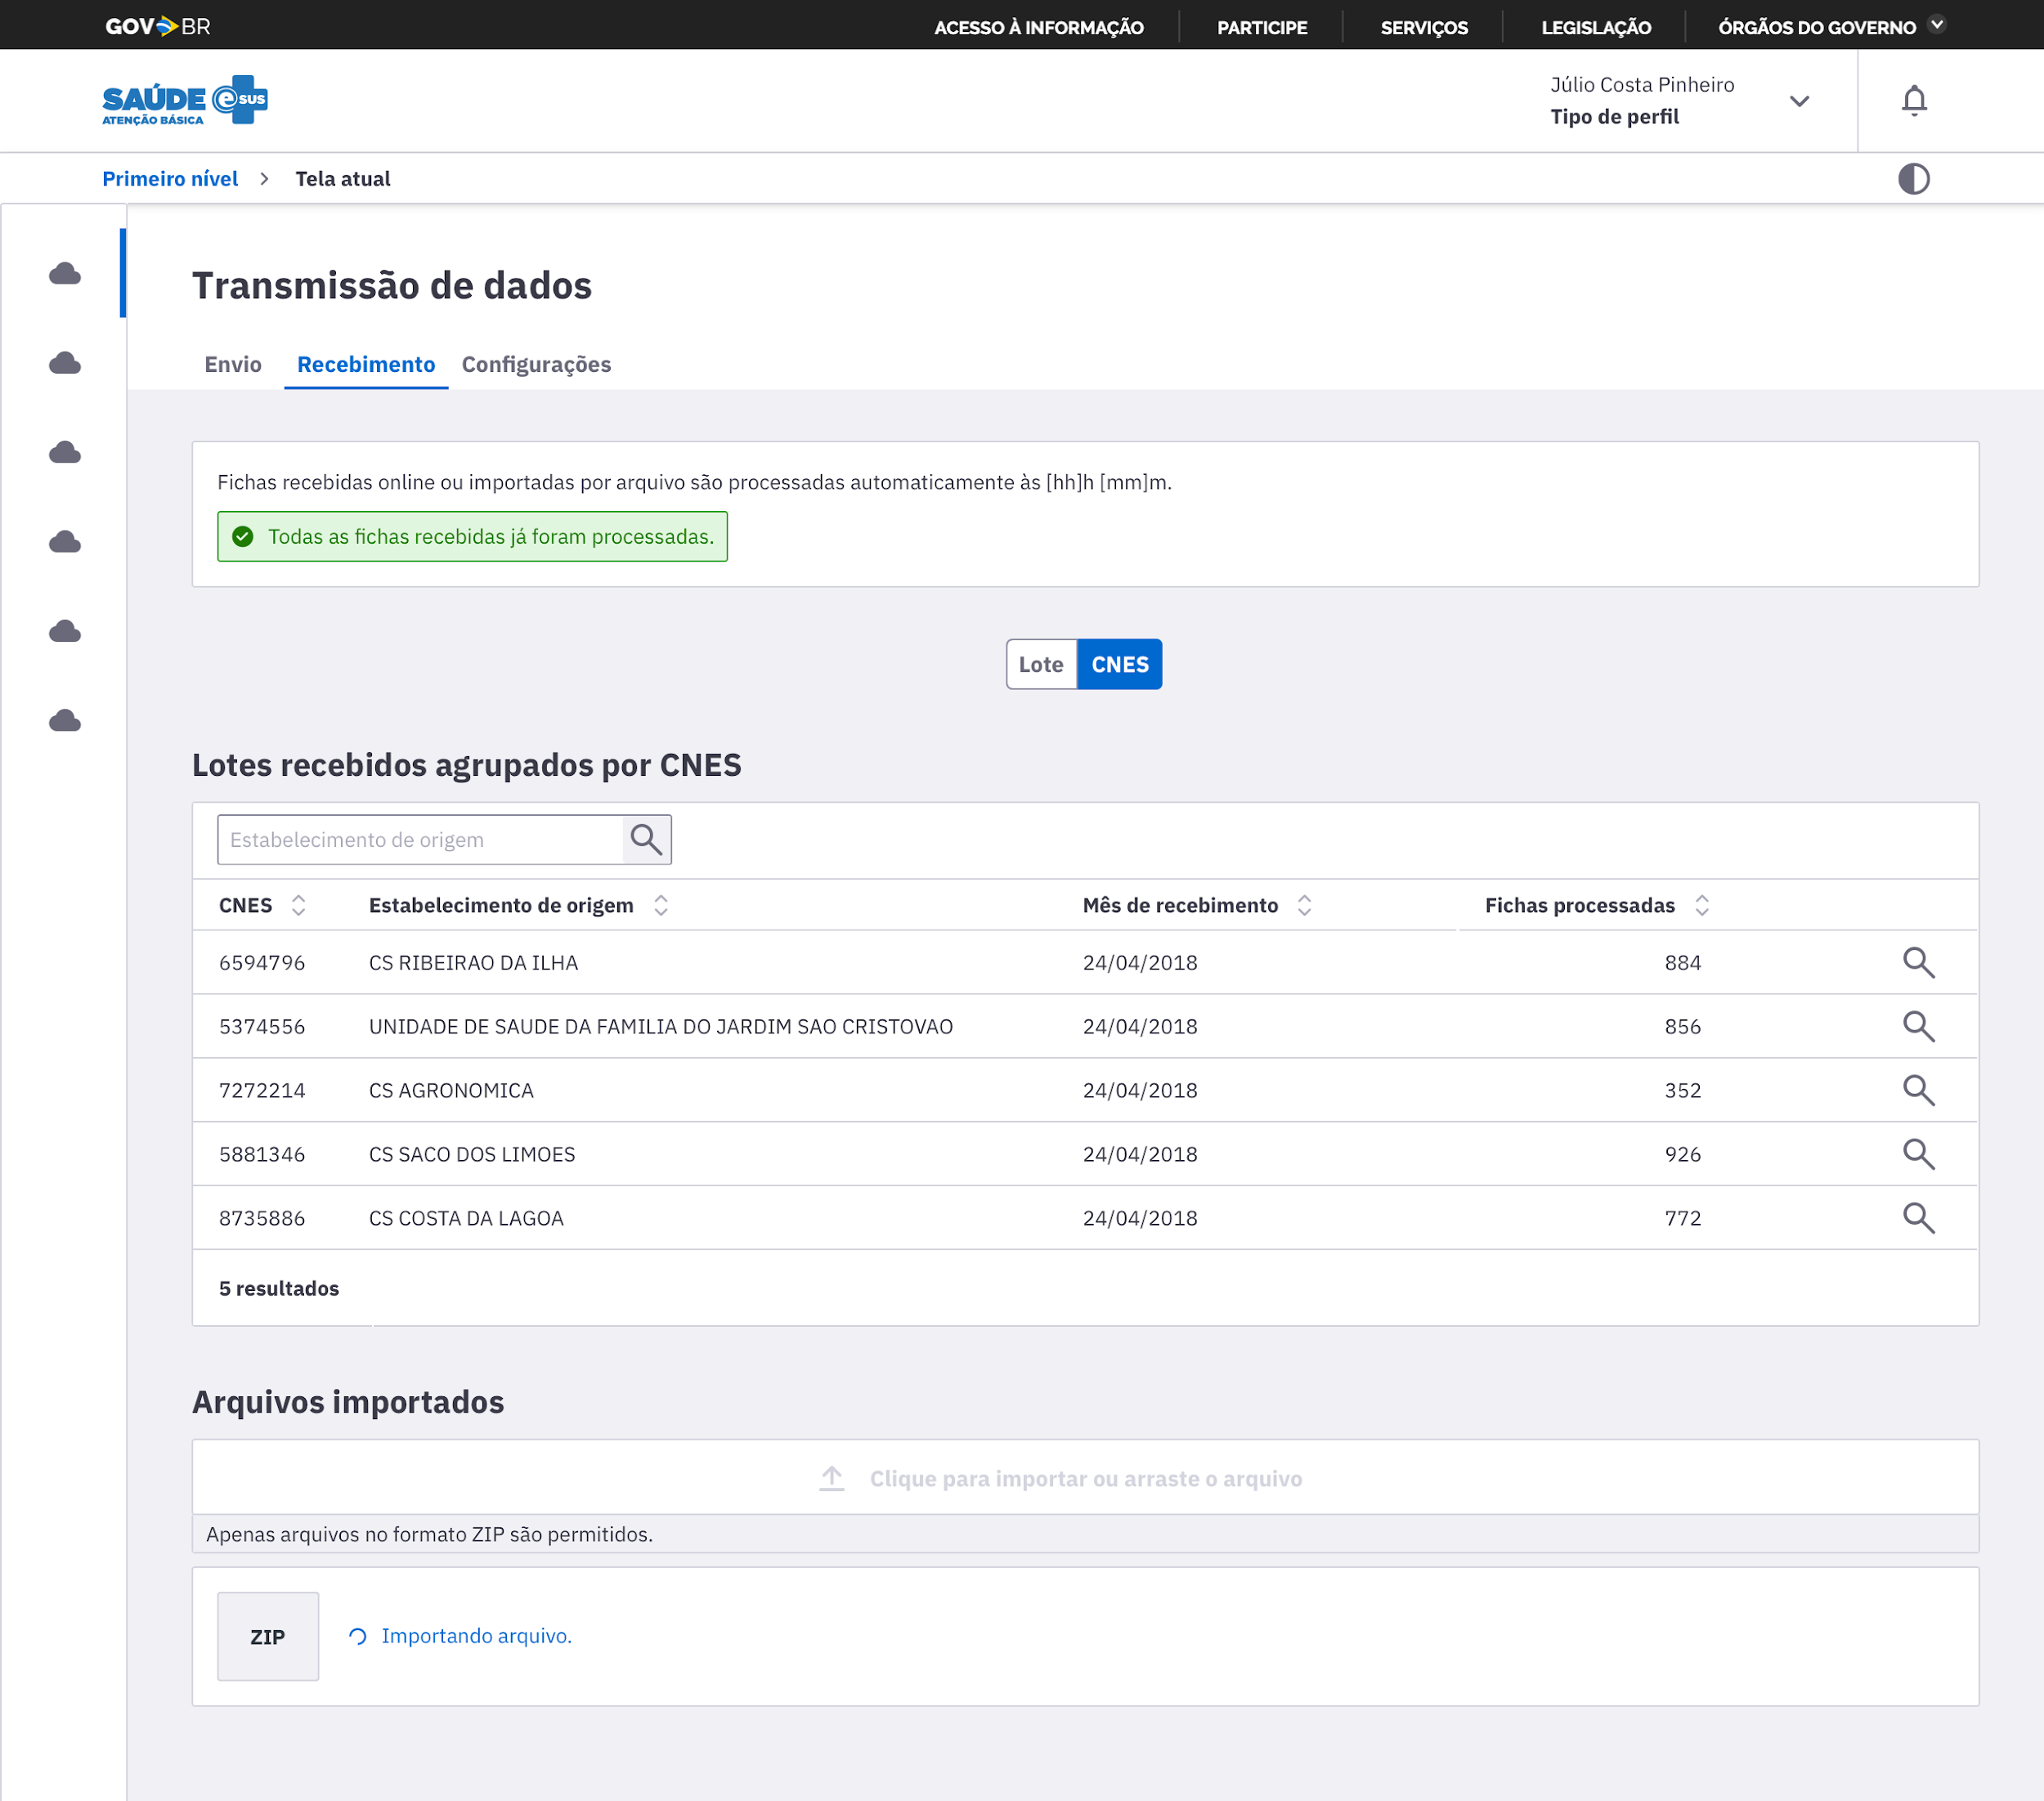 GOV BR ACESSO À INFORMAÇÃO PARTICIPE SERVIÇOS LEGISLAÇÃO ÓRGÃOS DO GOVERNO
SAÚDE e SUS
ATENÇÃO BÁSICA
Júlio Costa Pinheiro
Tipo de perfil
Primeiro nível > Tela atual
Transmissão de dados
Envio Recebimento Configurações
Fichas recebidas online ou importadas por arquivo são processadas automaticamente às [hh]h [mm]m.
Todas as fichas recebidas já foram processadas.
Lote CNES
Lotes recebidos agrupados por CNES
Estabelecimento de origem
CNES Estabelecimento de origem Mês de recebimento Fichas processadas
6594796 CS RIBEIRAO DA ILHA 24/04/2018 884
5374556 UNIDADE DE SAUDE DA FAMILIA DO JARDIM SAO CRISTOVAO 24/04/2018 856
7272214 CS AGRONOMICA 24/04/2018 352
5881346 CS SACO DOS LIMOES 24/04/2018 926
8735886 CS COSTA DA LAGOA 24/04/2018 772
5 resultados
Arquivos importados
Clique para importar ou arraste o arquivo
Apenas arquivos no formato ZIP são permitidos.
ZIP Importando arquivo.